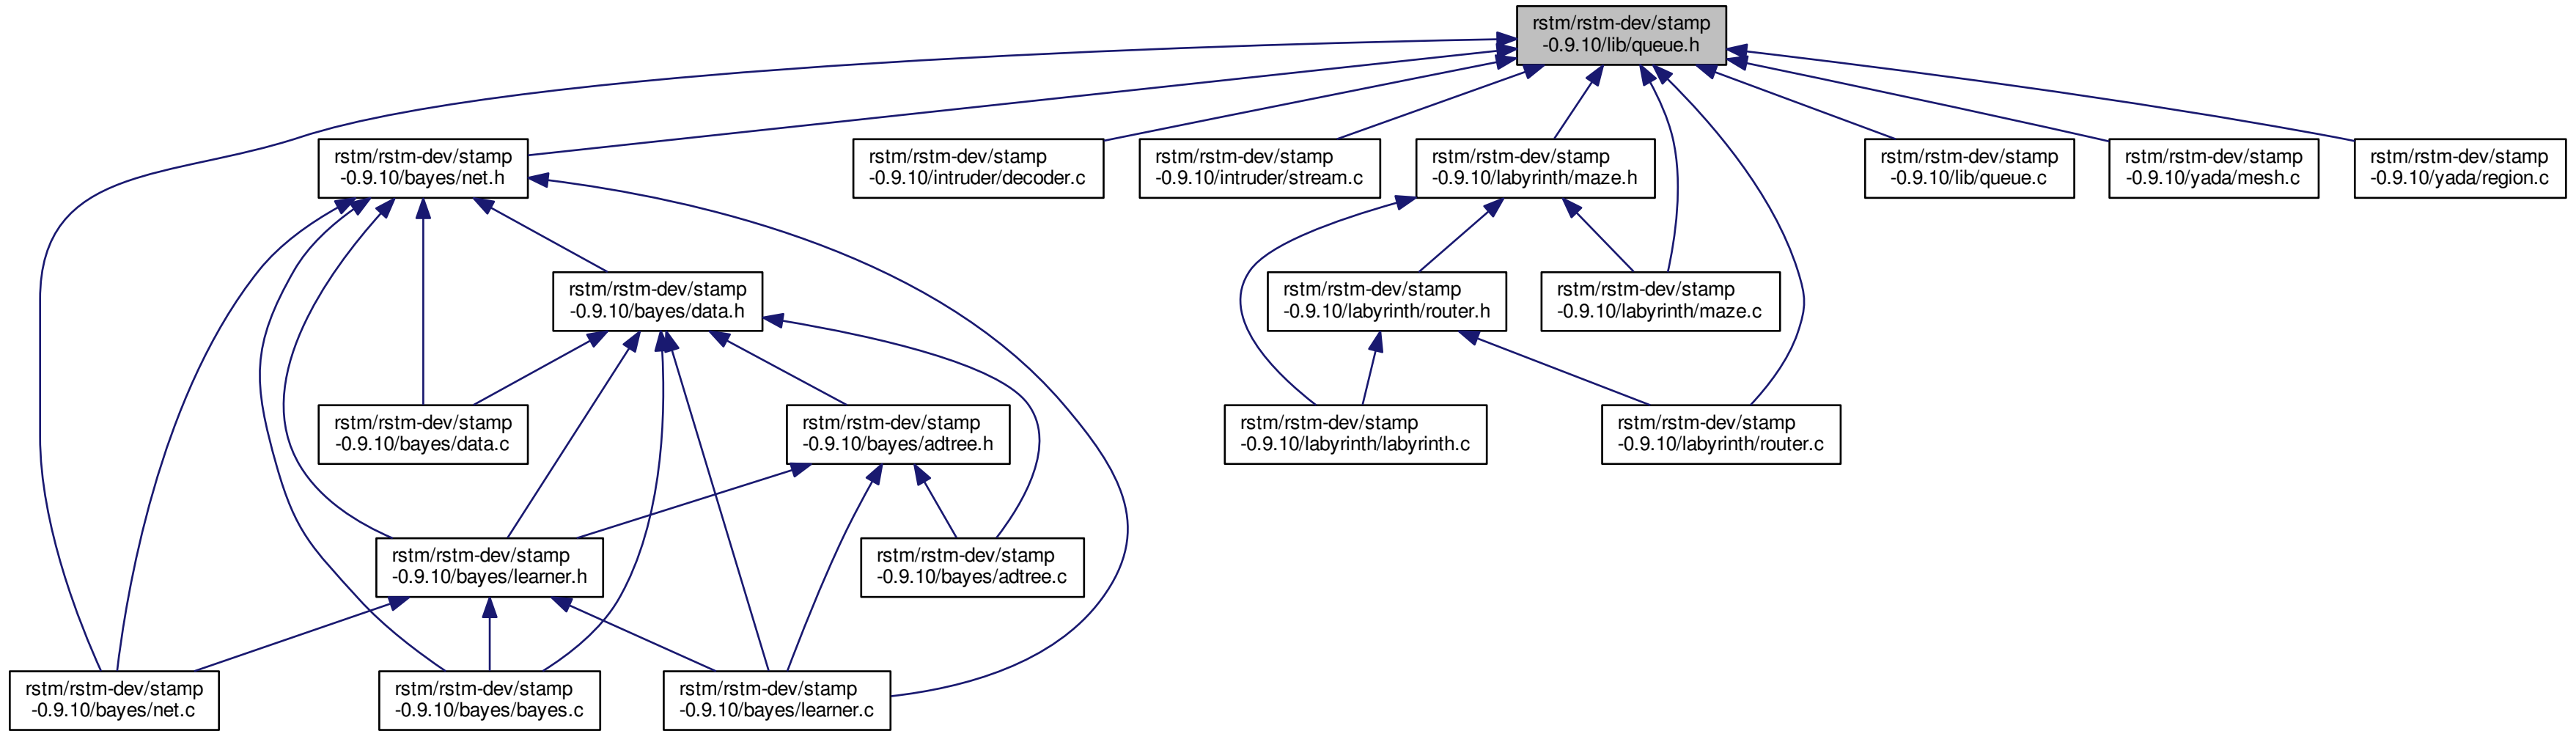 rstm/rstm-dev/stamp
-0.9.10/lib/queue.h
rstm/rstm-dev/stamp
-0.9.10/bayes/net.h
rstm/rstm-dev/stamp
-0.9.10/intruder/decoder.c
rstm/rstm-dev/stamp
-0.9.10/intruder/stream.c
rstm/rstm-dev/stamp
-0.9.10/labyrinth/maze.h
rstm/rstm-dev/stamp
-0.9.10/lib/queue.c
rstm/rstm-dev/stamp
-0.9.10/yada/mesh.c
rstm/rstm-dev/stamp
-0.9.10/yada/region.c
rstm/rstm-dev/stamp
-0.9.10/bayes/data.h
rstm/rstm-dev/stamp
-0.9.10/labyrinth/router.h
rstm/rstm-dev/stamp
-0.9.10/labyrinth/maze.c
rstm/rstm-dev/stamp
-0.9.10/bayes/data.c
rstm/rstm-dev/stamp
-0.9.10/bayes/adtree.h
rstm/rstm-dev/stamp
-0.9.10/labyrinth/labyrinth.c
rstm/rstm-dev/stamp
-0.9.10/labyrinth/router.c
rstm/rstm-dev/stamp
-0.9.10/bayes/learner.h
rstm/rstm-dev/stamp
-0.9.10/bayes/adtree.c
rstm/rstm-dev/stamp
-0.9.10/bayes/net.c
rstm/rstm-dev/stamp
-0.9.10/bayes/bayes.c
rstm/rstm-dev/stamp
-0.9.10/bayes/learner.c